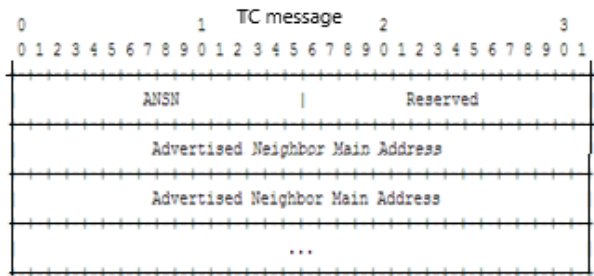 TC message
0 1 2 3
0 1 2 3 4 5 6 7 8 9 0 1 2 3 4 5 6 7 8 9 0 1 2 3 4 5 6 7 8 9 0 1
ANSN | Reserved
Advertised Neighbor Main Address
Advertised Neighbor Main Address
...